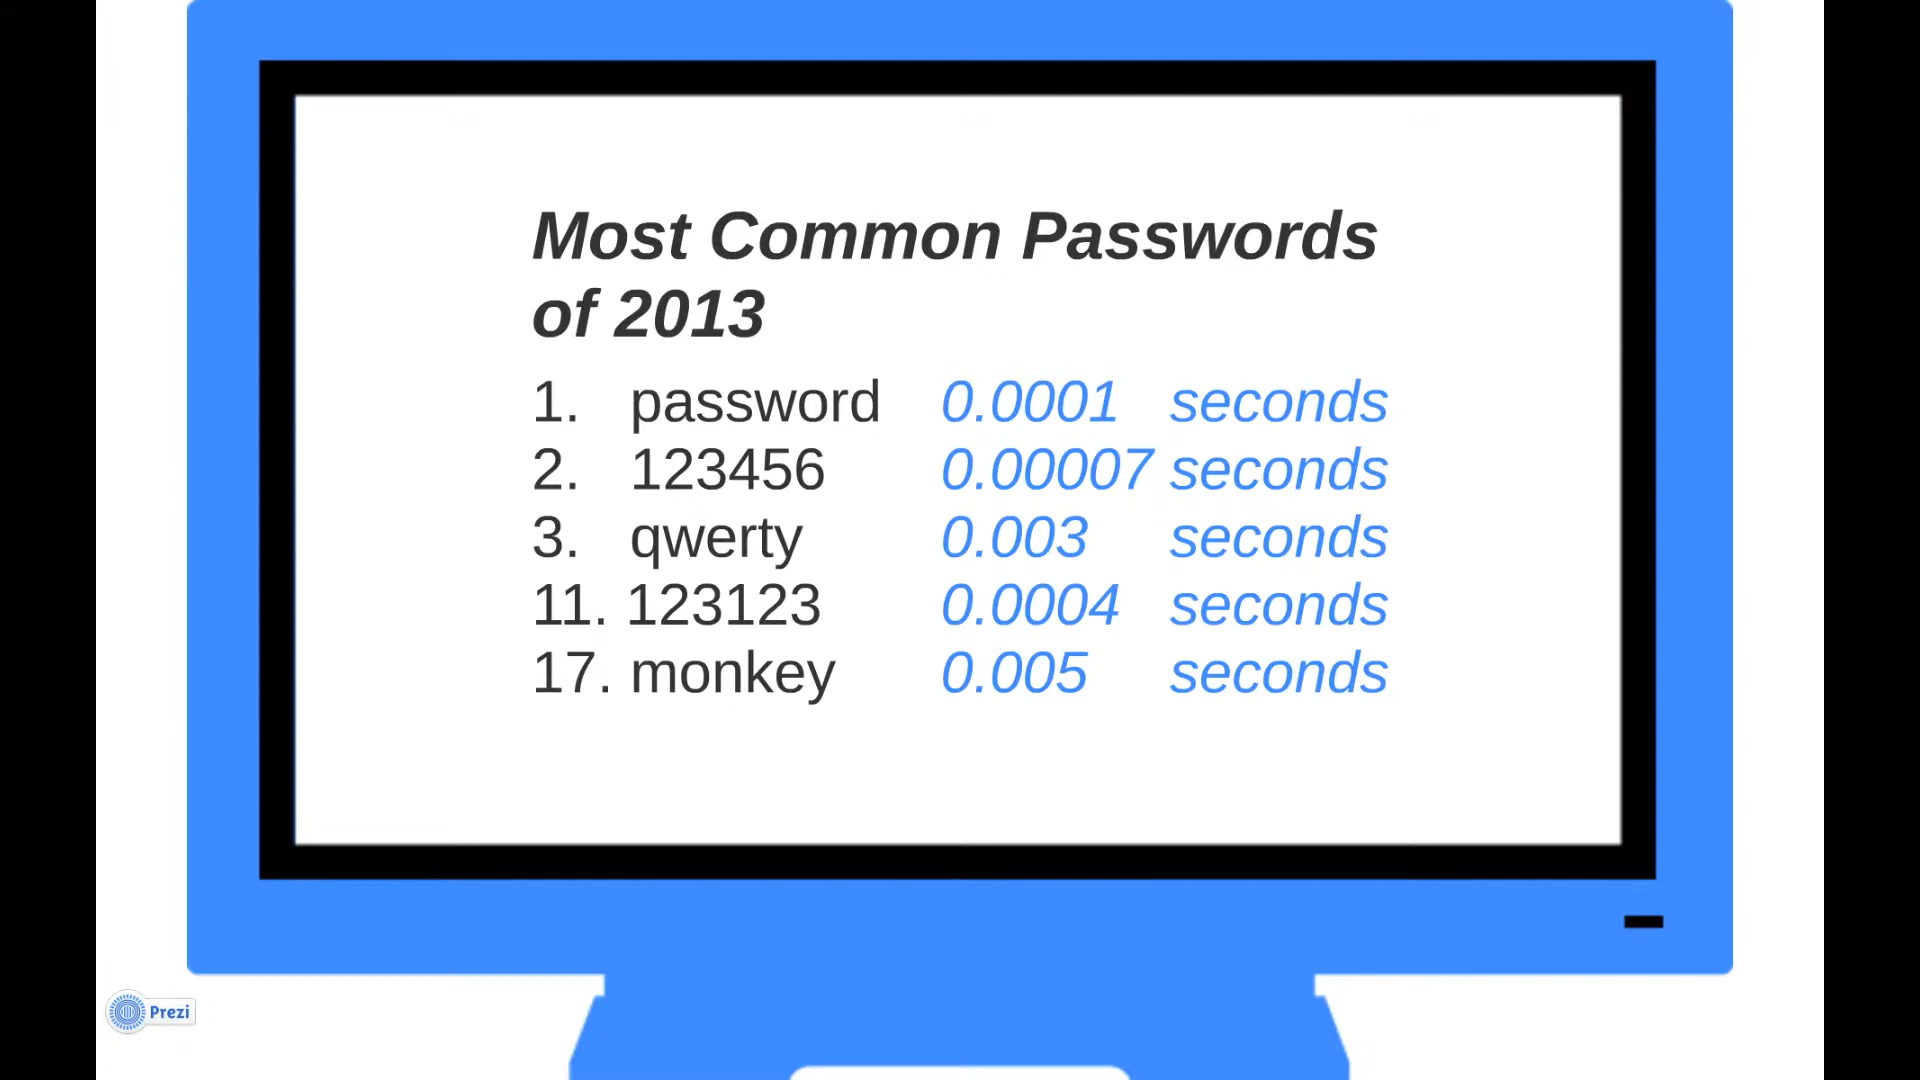 Most Common Passwords
of 2013
1. password 0.0001 seconds
2. 123456 0.00007 seconds
3. qwerty 0.003 seconds
11. 123123 0.0004 seconds
17. monkey 0.005 seconds
Prezi